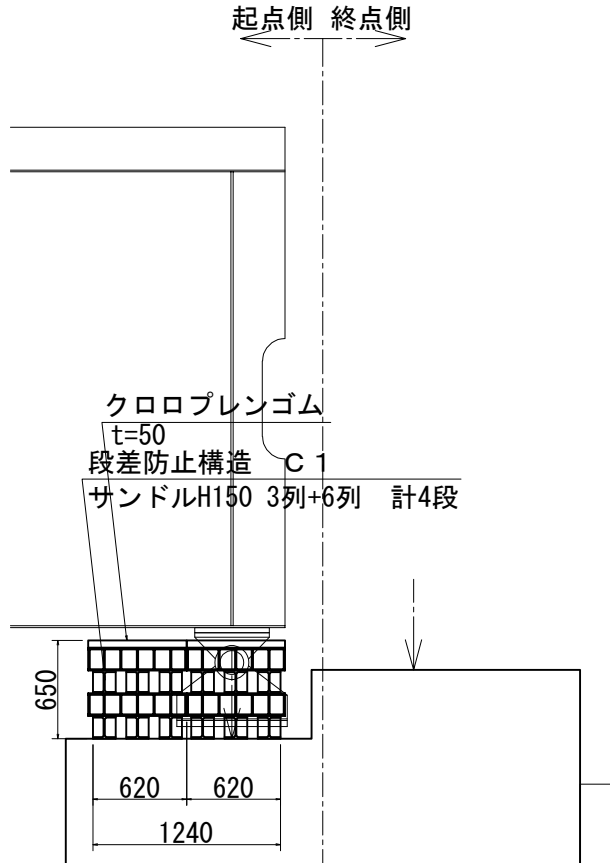 起点側 終点側
クロロプレンゴム
t=50
段差防止構造 C1
サンドルH150 3列+6列 計4段
650
620 620
1240